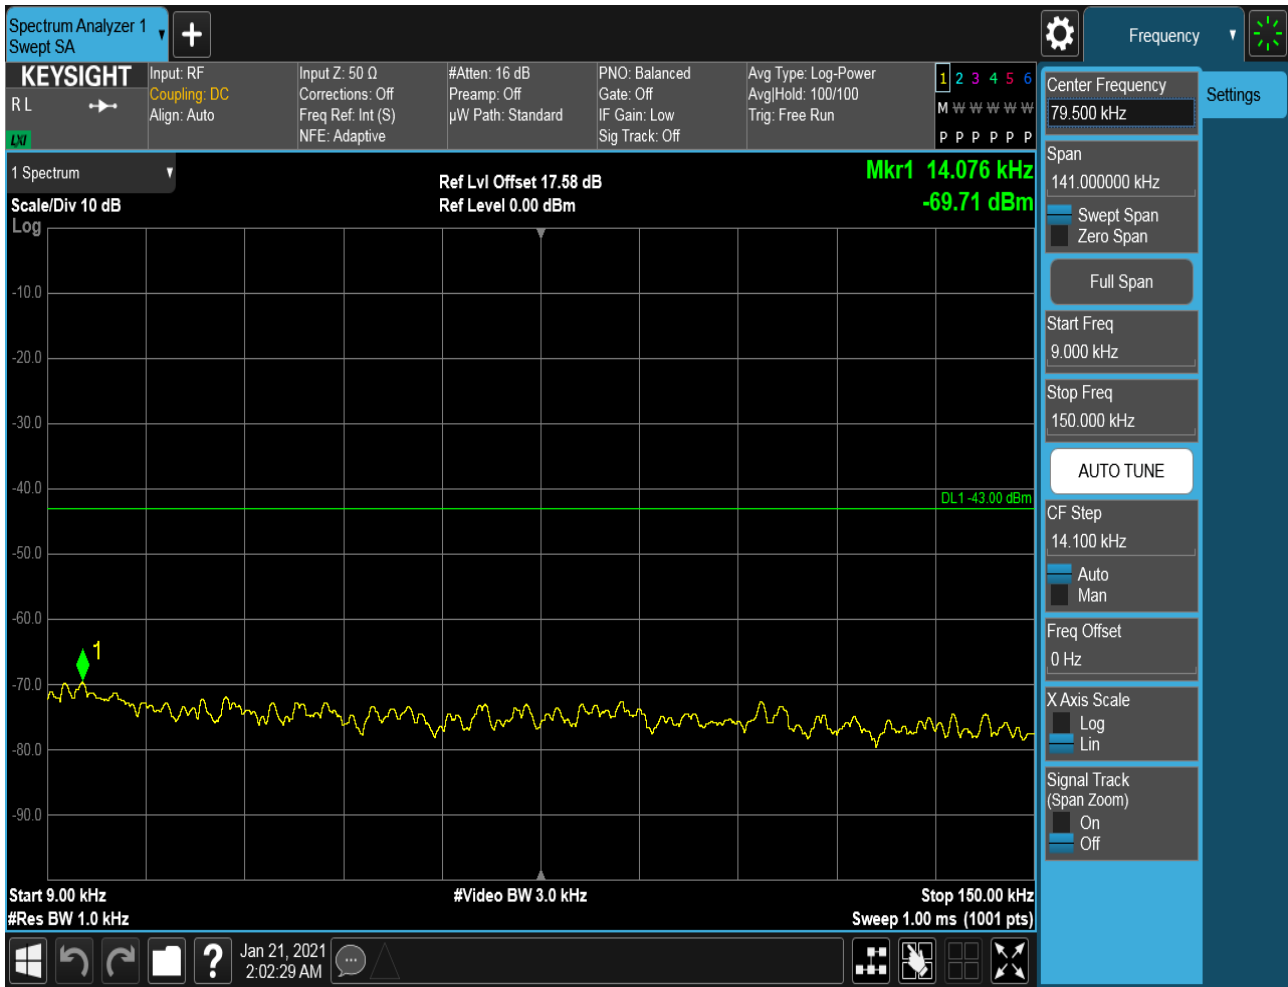 Spectrum Analyzer 1
Swept SA
+
Frequency
KEYSIGHT
R L
LXI
Input: RF
Coupling: DC
Align: Auto
Input Z: 50 Ω
Corrections: Off
Freq Ref: Int (S)
NFE: Adaptive
#Atten: 16 dB
Preamp: Off
µW Path: Standard
PNO: Balanced
Gate: Off
IF Gain: Low
Sig Track: Off
Avg Type: Log-Power
Avg|Hold: 100/100
Trig: Free Run
1 2 3 4 5 6
M W W W W W
P P P P P P
1 Spectrum
Scale/Div 10 dB
Log
Ref Lvl Offset 17.58 dB
Ref Level 0.00 dBm
Mkr1 14.076 kHz
-69.71 dBm
-10.0
-20.0
-30.0
-40.0
DL1 -43.00 dBm
-50.0
-60.0
1
-70.0
-80.0
-90.0
Start 9.00 kHz
#Video BW 3.0 kHz
Stop 150.00 kHz
#Res BW 1.0 kHz
Sweep 1.00 ms (1001 pts)
Center Frequency
79.500 kHz
Settings
Span
141.000000 kHz
Swept Span
Zero Span
Full Span
Start Freq
9.000 kHz
Stop Freq
150.000 kHz
AUTO TUNE
CF Step
14.100 kHz
Auto
Man
Freq Offset
0 Hz
X Axis Scale
Log
Lin
Signal Track
(Span Zoom)
On
Off
?
Jan 21, 2021
2:02:29 AM